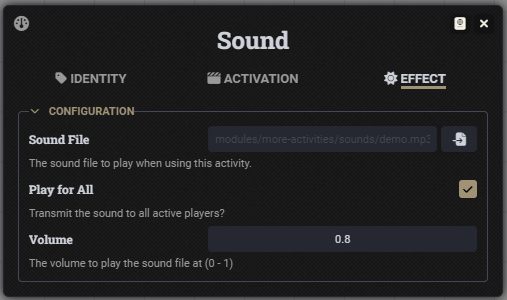 Sound
IDENTITY
ACTIVATION
EFFECT
CONFIGURATION
Sound File
modules/more-activities/sounds/demo.mp3
The sound file to play when using this activity.
Play for All
Transmit the sound to all active players?
Volume
0.8
The volume to play the sound file at (0 - 1)